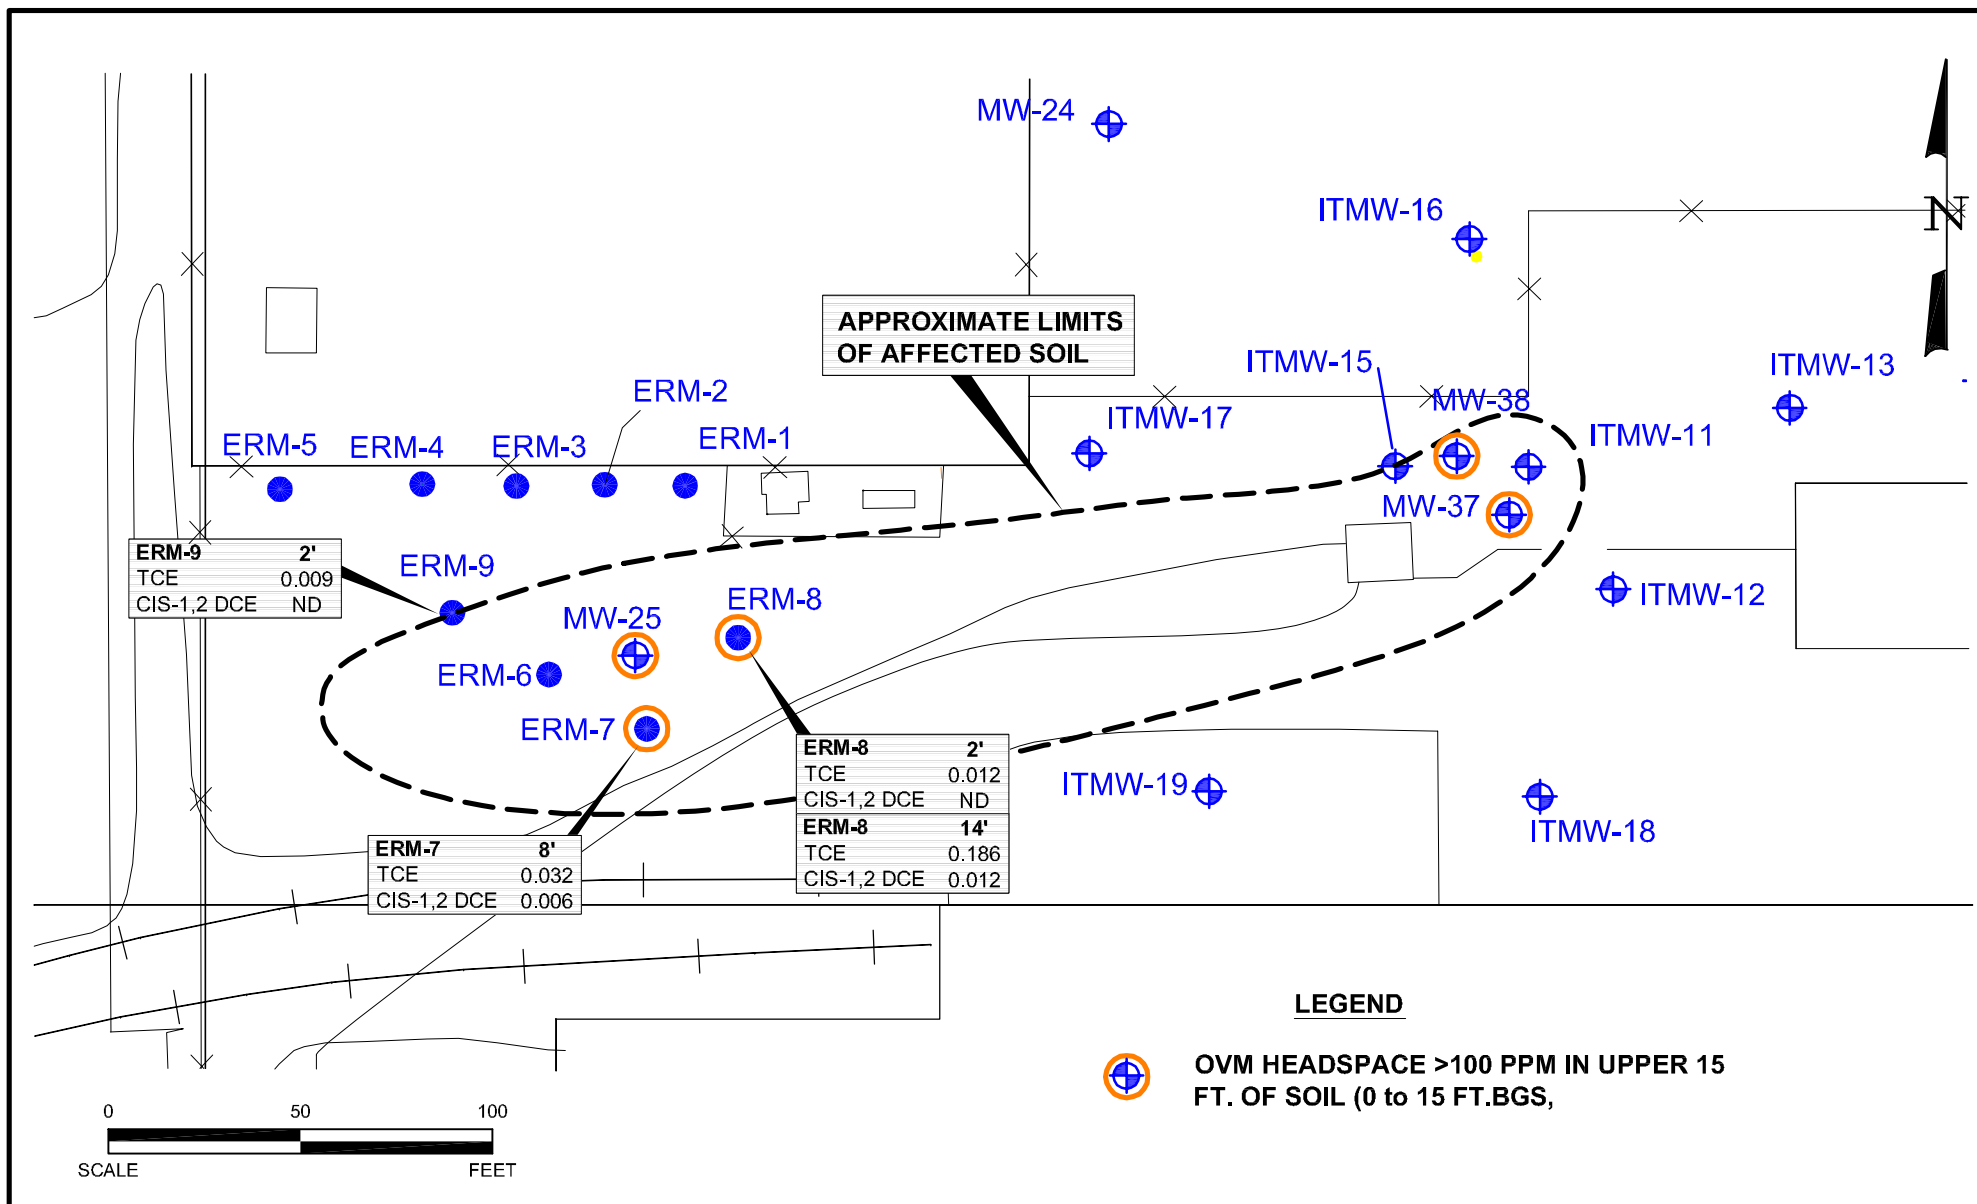 MW-24
ITMW-16
N
APPROXIMATE LIMITS
OF AFFECTED SOIL
ITMW-15
ITMW-13
ERM-2
MW-38
ITMW-17
ITMW-11
ERM-5
ERM-4
ERM-3
ERM-1
MW-37
ERM-9 2'
TCE 0.009
CIS-1,2 DCE ND
ERM-9
ERM-8
MW-25
ITMW-12
ERM-6
ERM-7
ERM-8 2'
TCE 0.012
CIS-1,2 DCE ND
ERM-8 14'
TCE 0.186
CIS-1,2 DCE 0.012
ITMW-19
ITMW-18
ERM-7 8'
TCE 0.032
CIS-1,2 DCE 0.006
LEGEND
OVM HEADSPACE >100 PPM IN UPPER 15
FT. OF SOIL (0 to 15 FT.BGS,
0 50 100
SCALE FEET